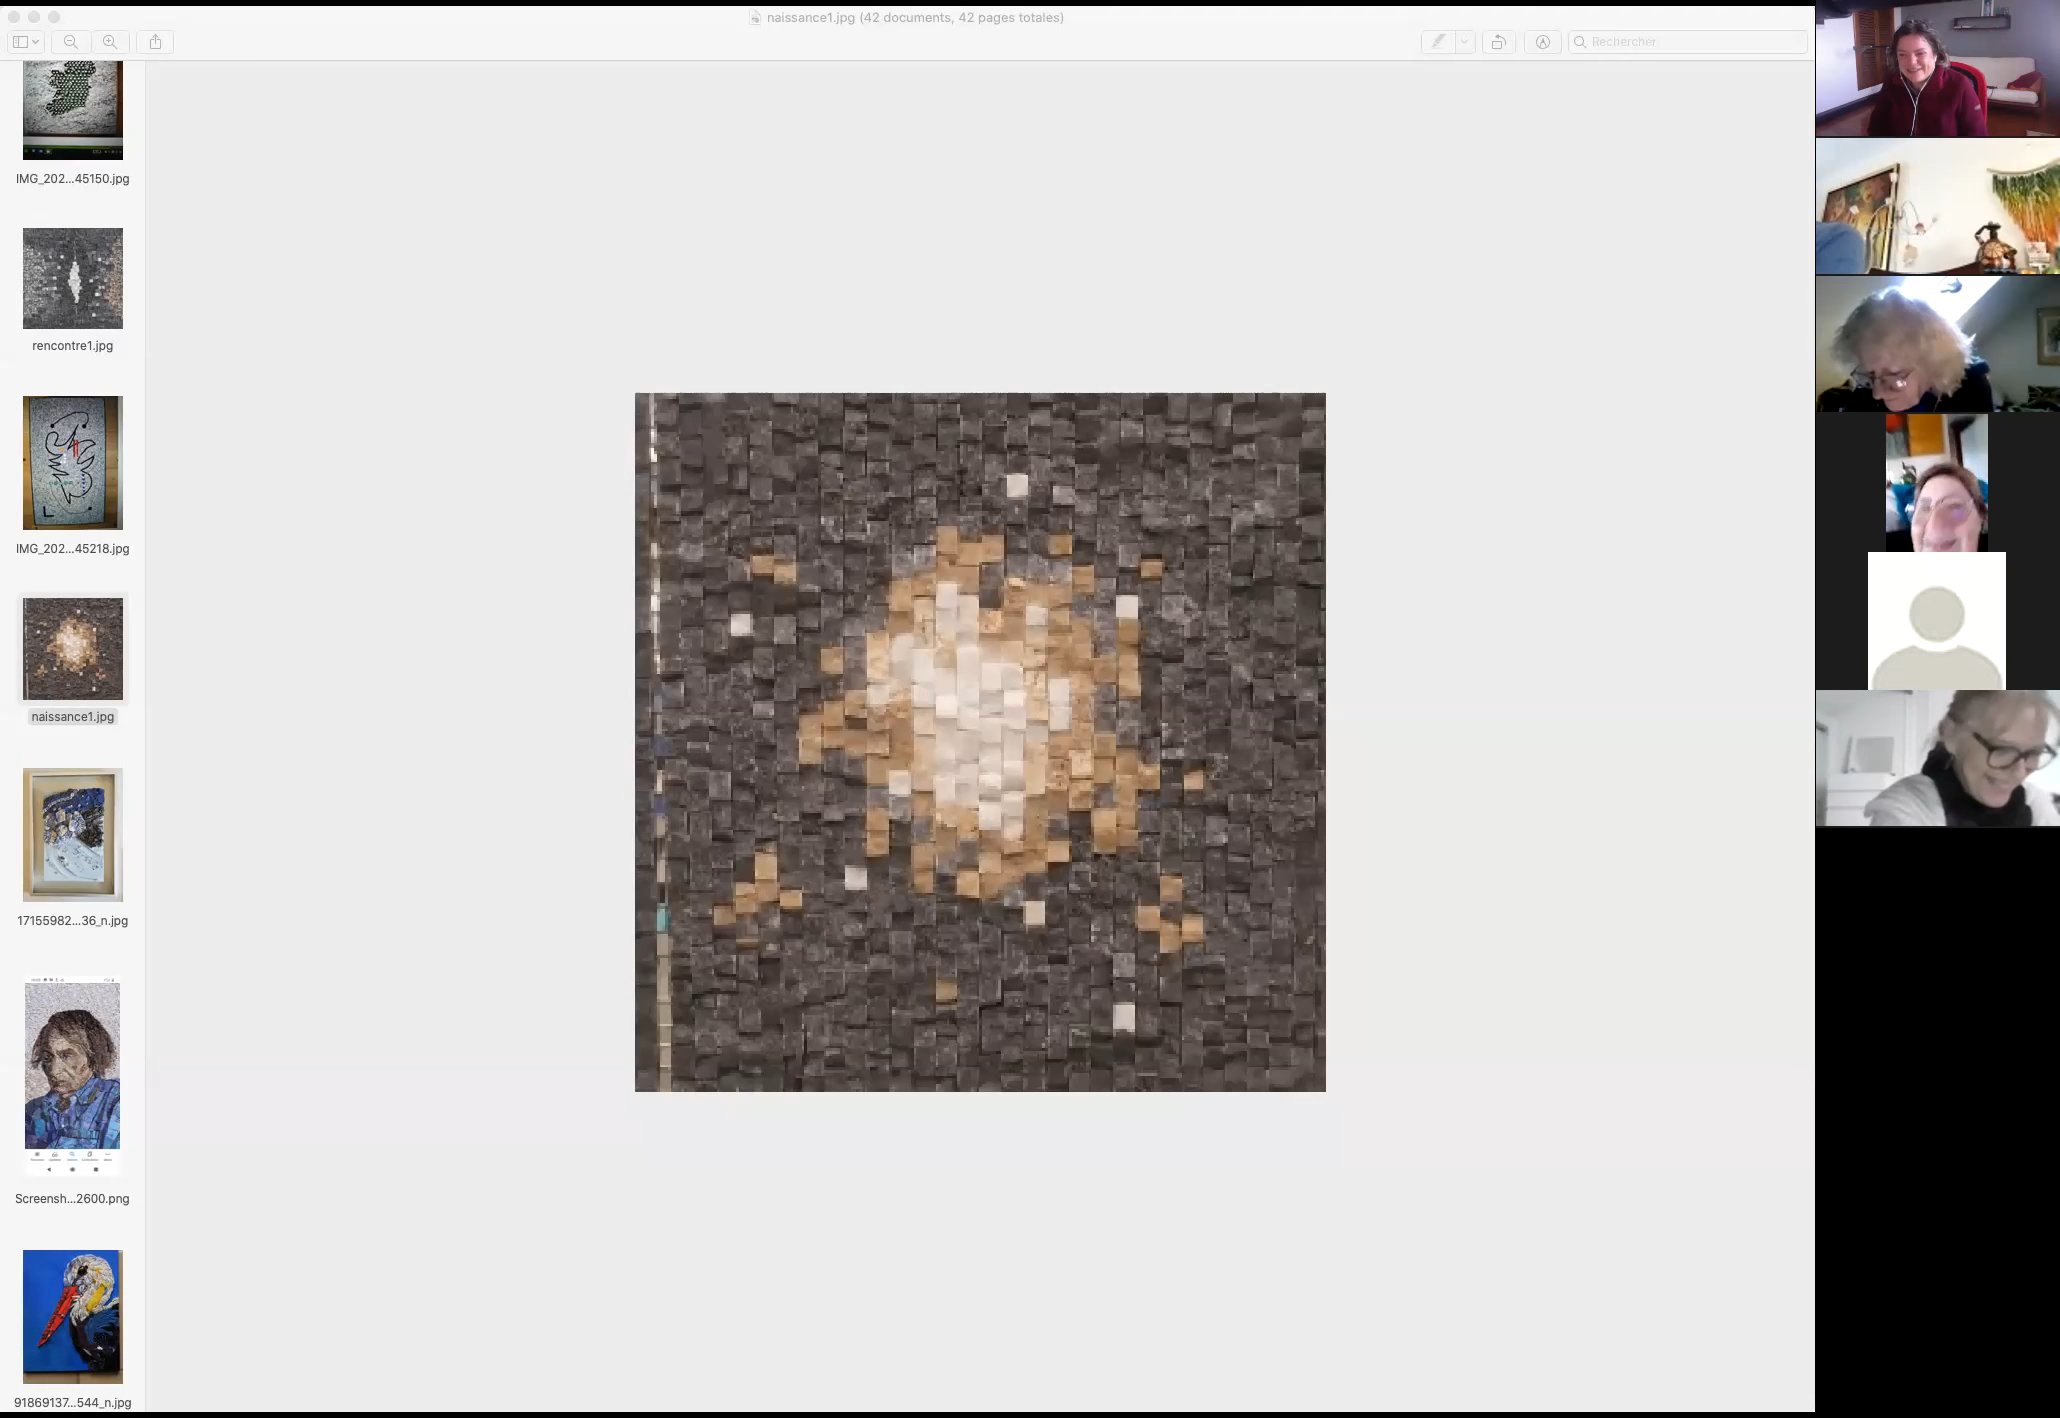 naissance1.jpg (42 documents, 42 pages totales)
Rechercher
IMG_202...45150.jpg
rencontre1.jpg
IMG_202...45218.jpg
naissance1.jpg
17155982...36_n.jpg
Screensh...2600.png
91869137...544_n.jpg